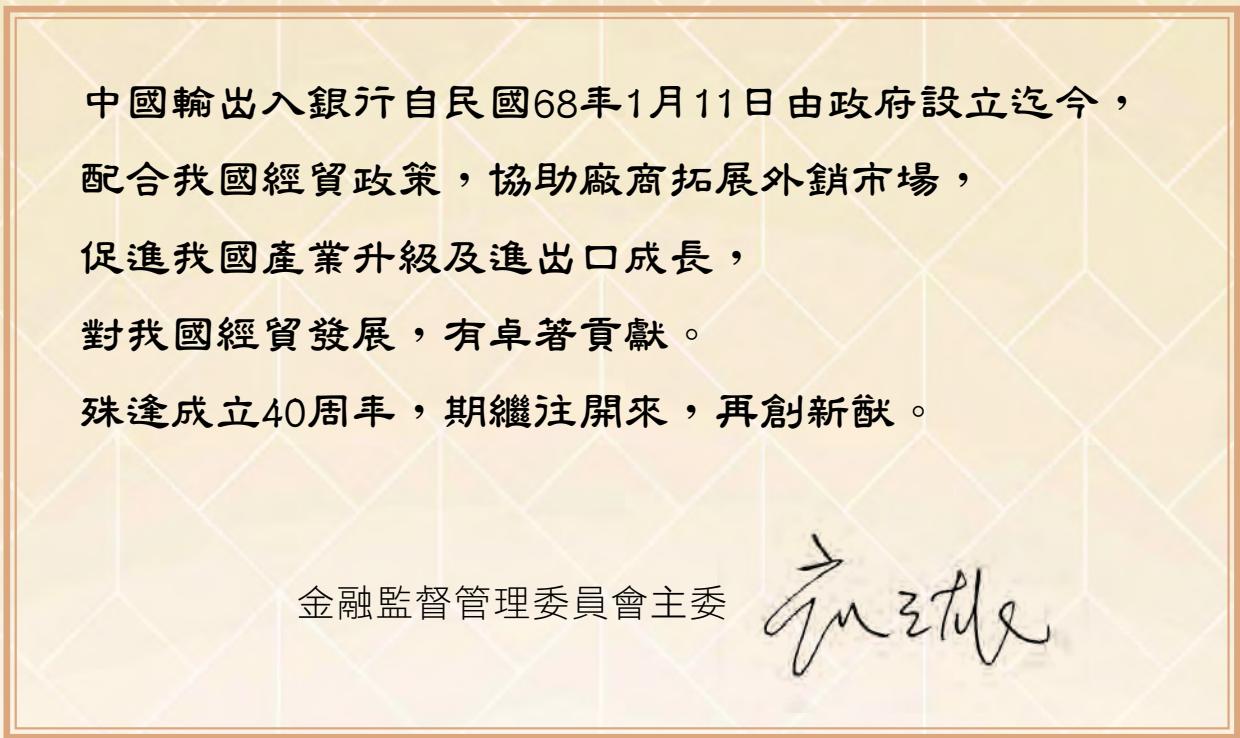 中國輸出入銀行自民國68年1月11日由政府設立迄今，
配合我國經貿政策，協助廠商拓展外銷市場，
促進我國產業升級及進出口成長，
對我國經貿發展，有卓著貢獻。
殊逢成立40周年，期繼往開來，再創新猷。
金融監督管理委員會主委